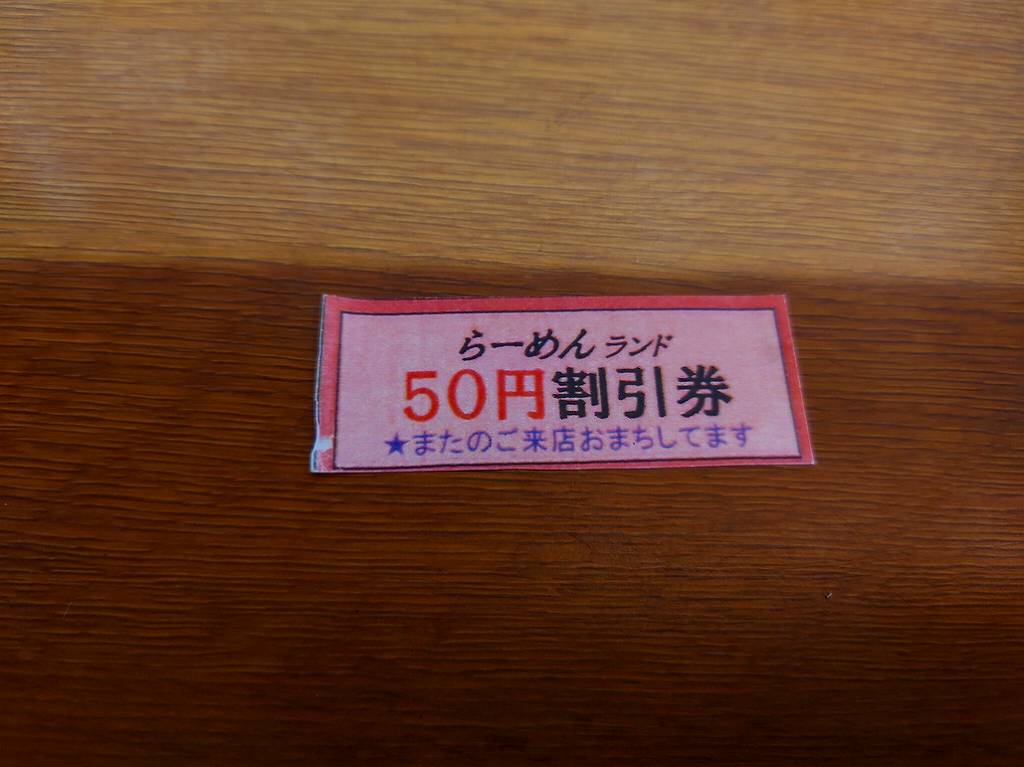 らーめんランド
50円割引券
★またのご来店おまちしてます